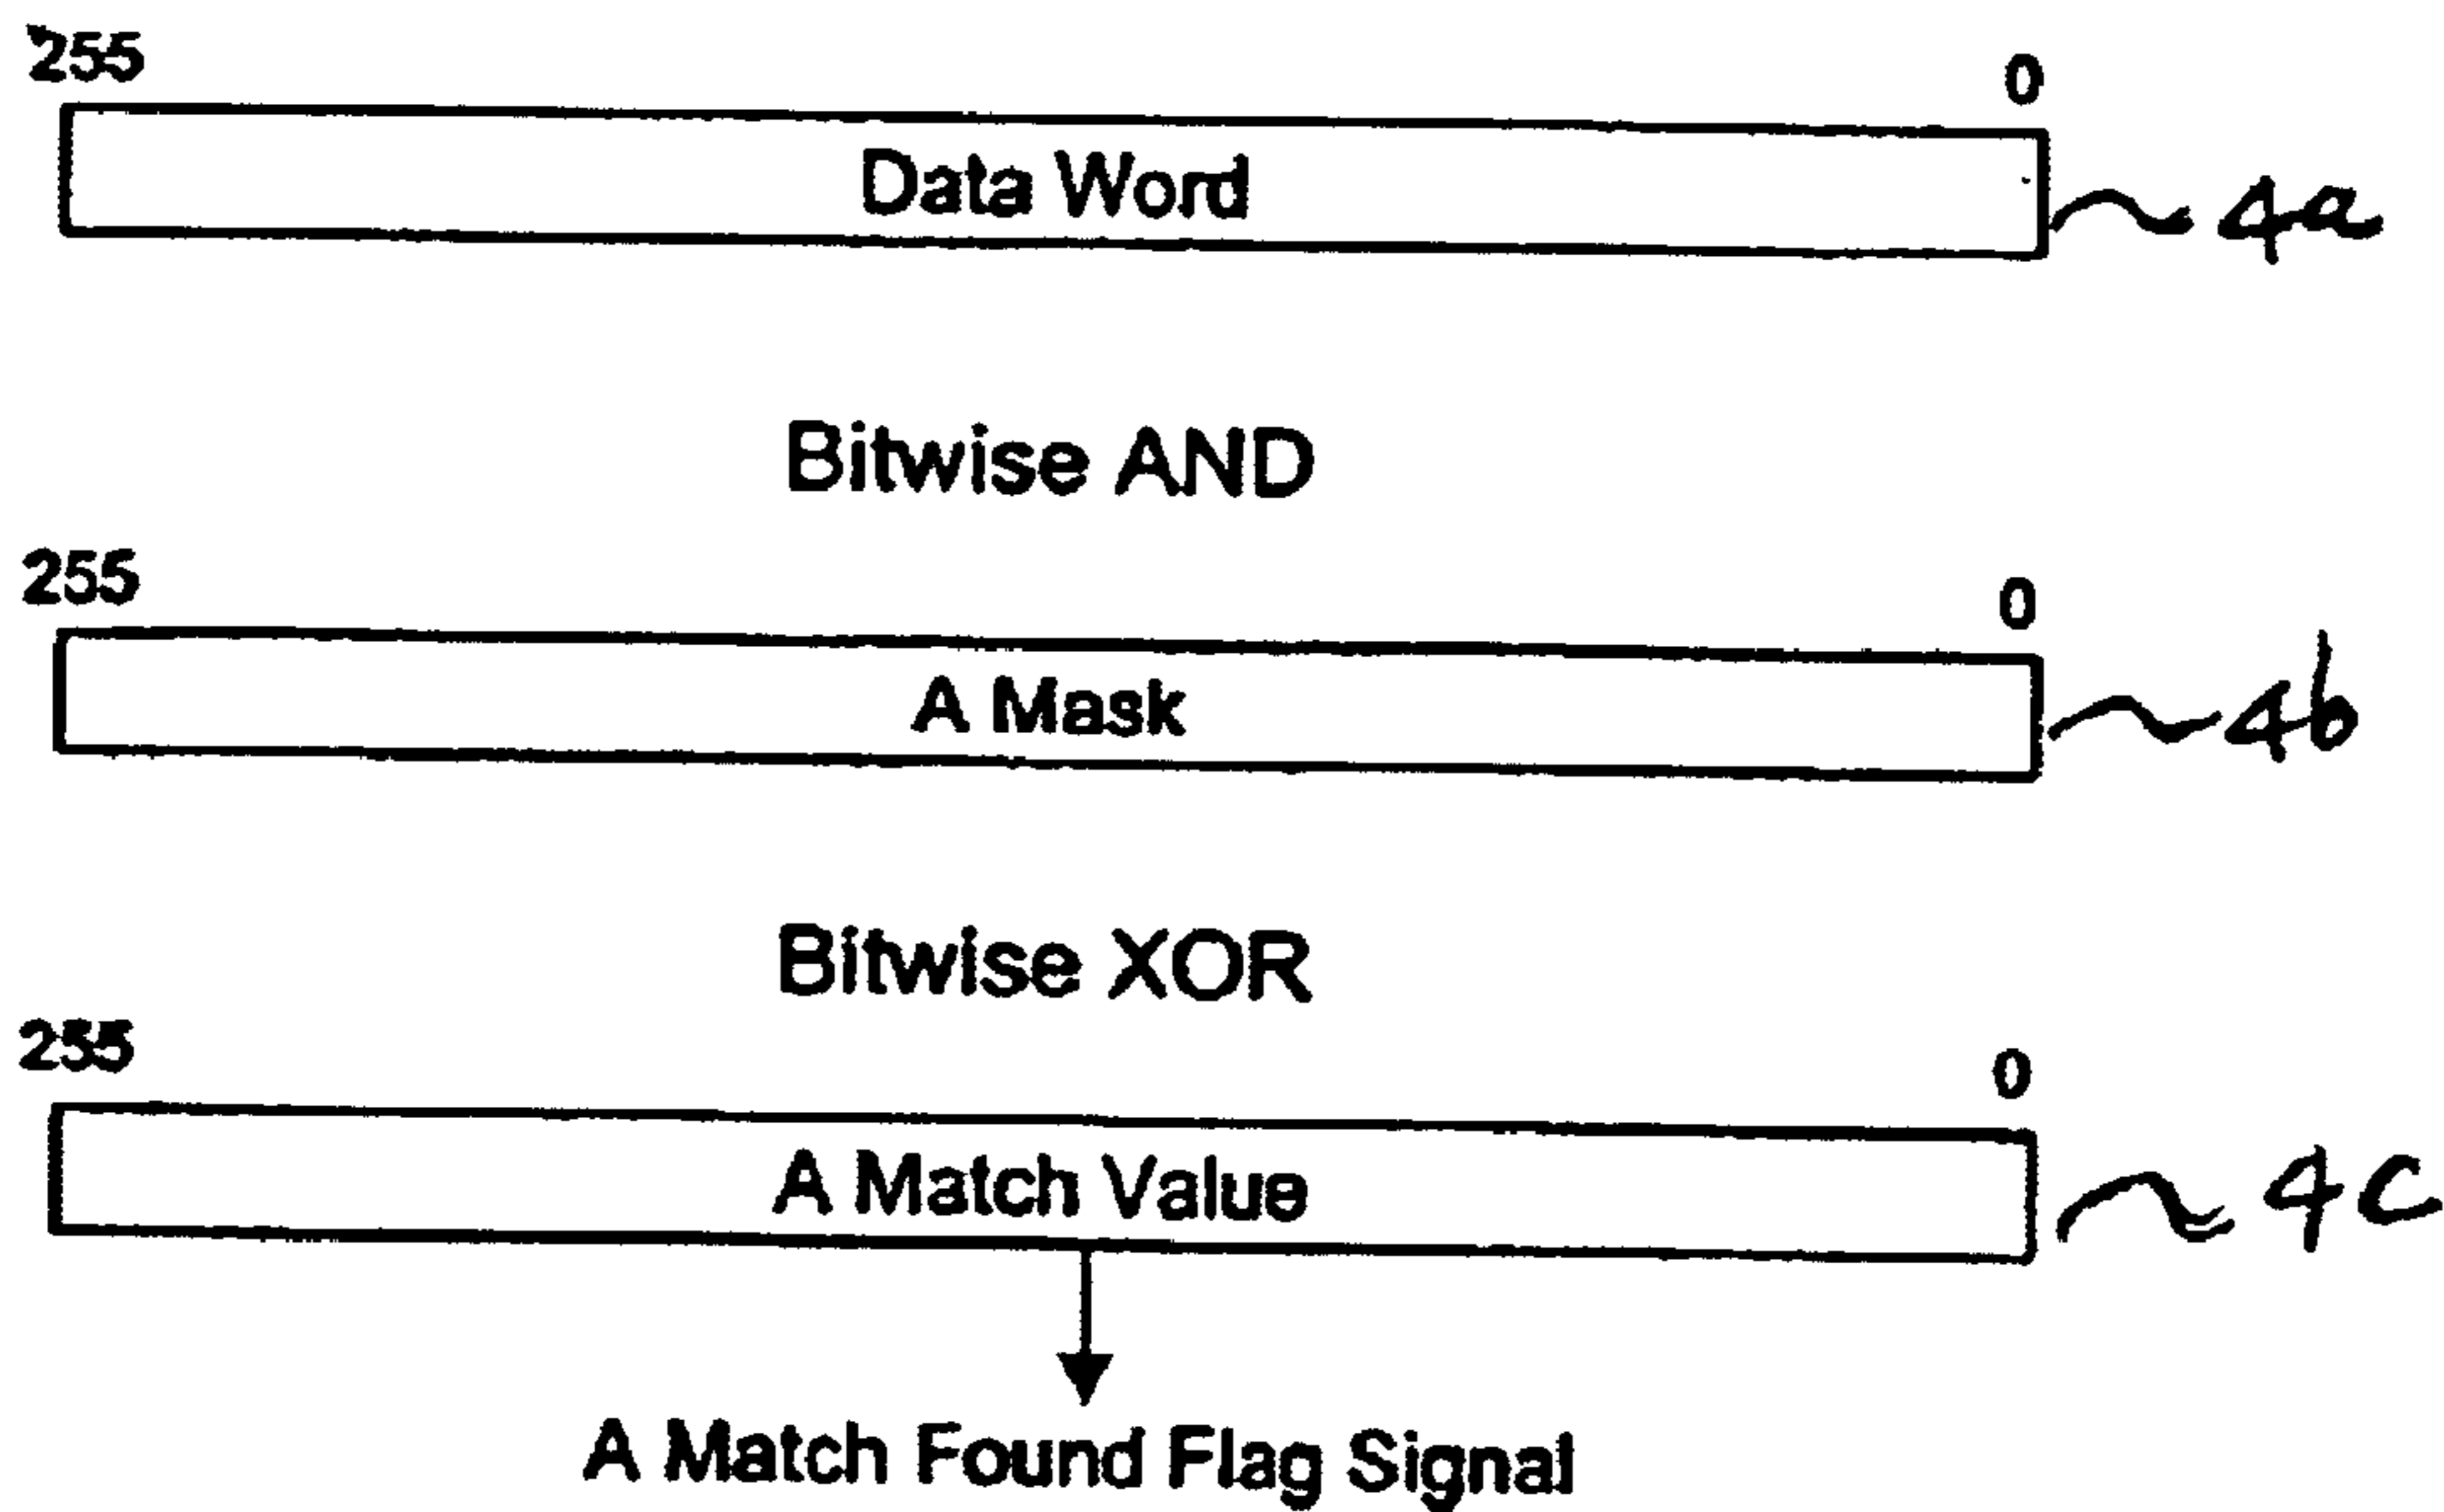 255 0
Data Word 4a
Bitwise AND
255 0
A Mask 4b
Bitwise XOR
255 0
A Match Value 4c
A Match Found Flag Signal